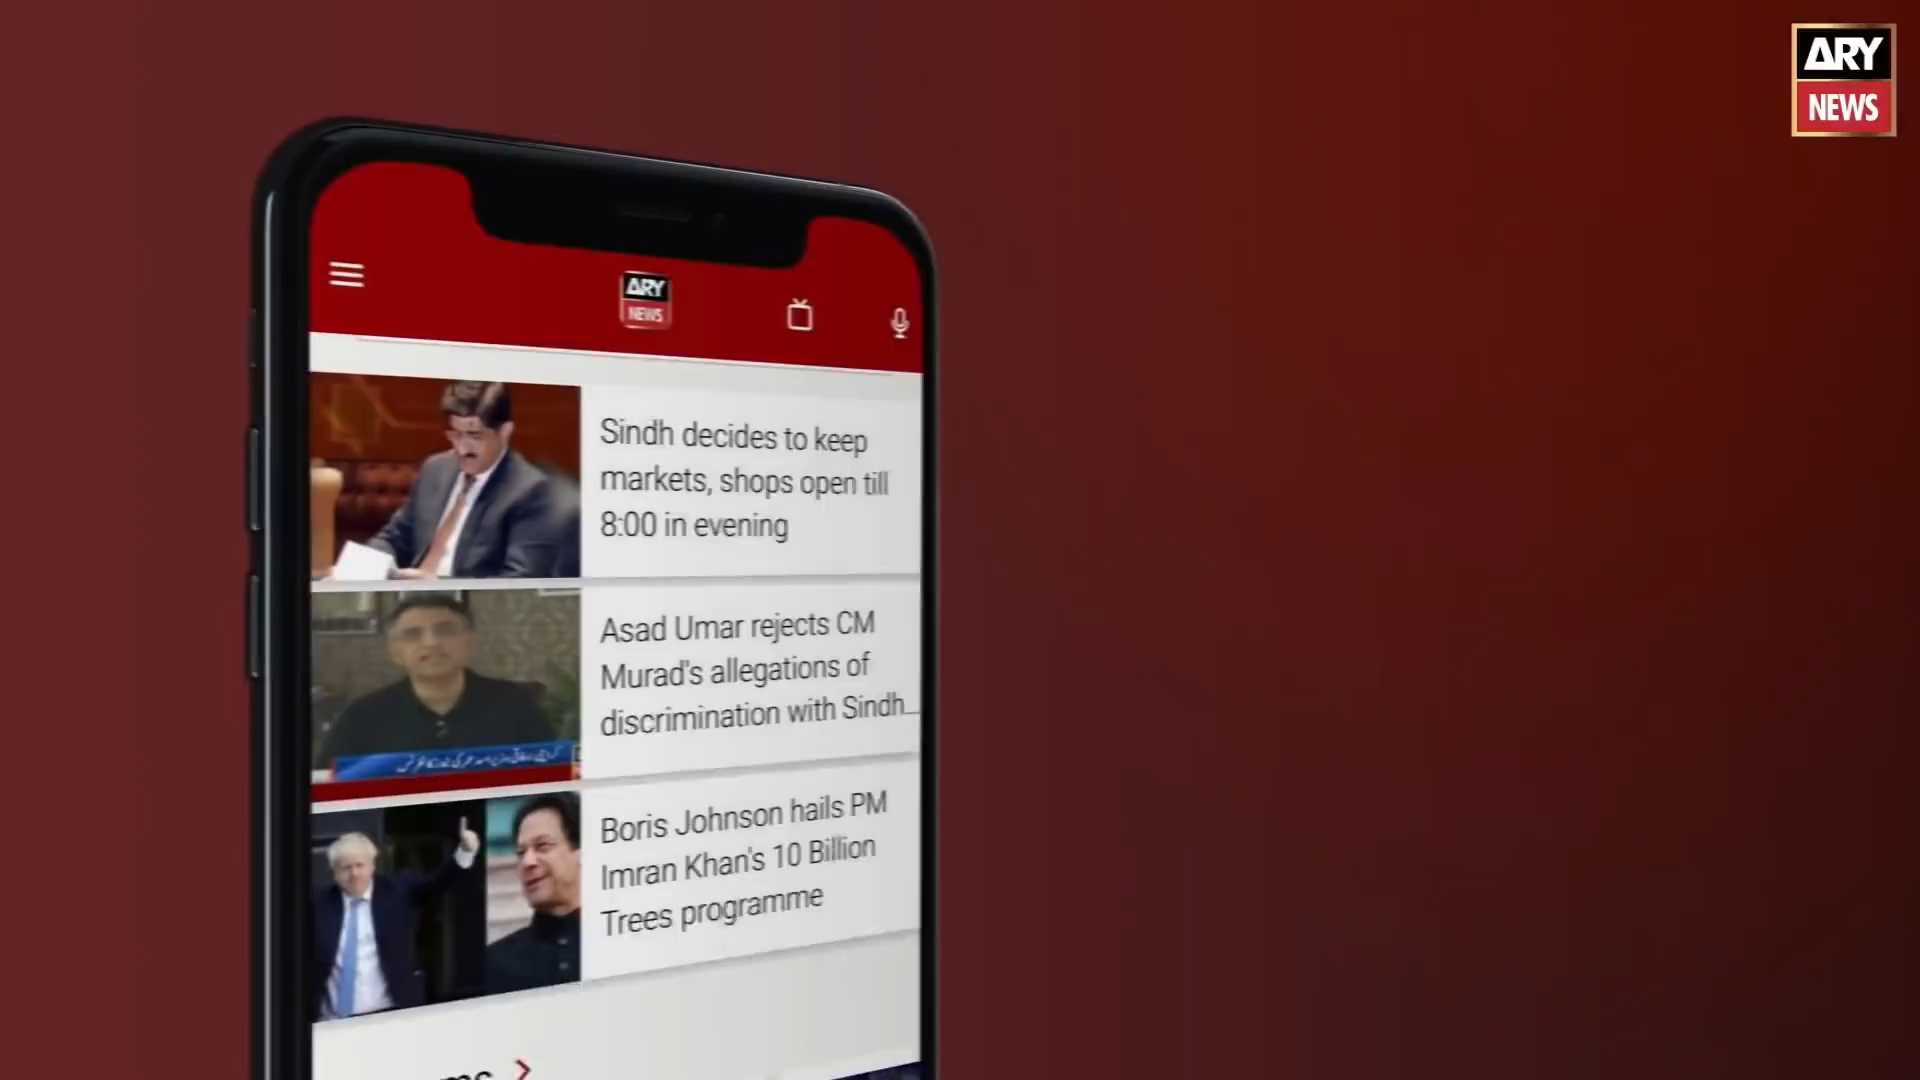 ARY
NEWS
ARY
NEWS
Sindh decides to keep
markets, shops open till
8:00 in evening
Asad Umar rejects CM
Murad's allegations of
discrimination with Sindh...
Boris Johnson hails PM
Imran Khan's 10 Billion
Trees programme